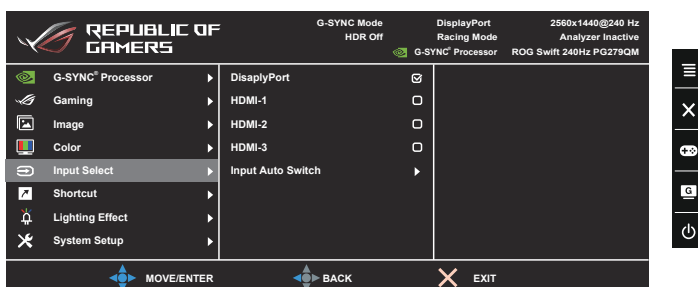 REPUBLIC OF
GAMERS
G-SYNC Mode
HDR Off
G-SYNC® Processor
DisplayPort
Racing Mode
2560x1440@240 Hz
Analyzer Inactive
ROG Swift 240Hz PG279QM
G-SYNC® Processor
Gaming
Image
Color
Input Select
Shortcut
Lighting Effect
System Setup
DisaplyPort
HDMI-1
HDMI-2
HDMI-3
Input Auto Switch
MOVE/ENTER
BACK
EXIT
G